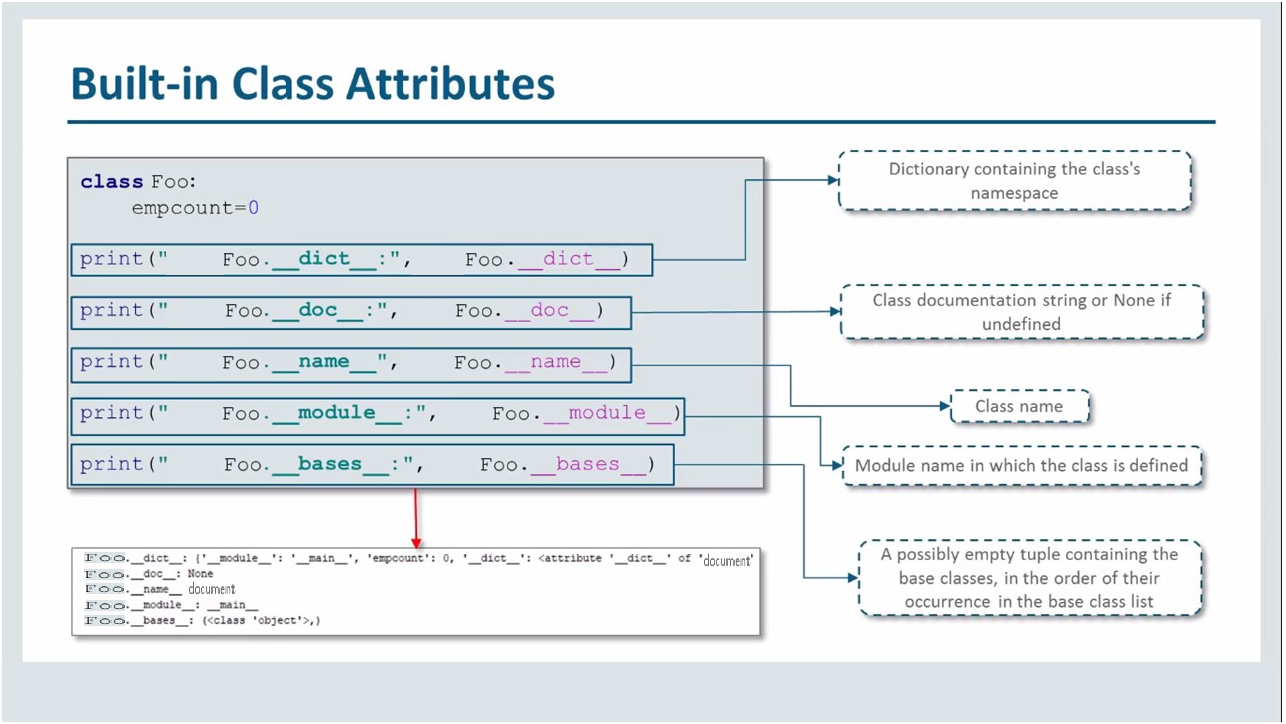 Built-in Class Attributes
class Foo:
empcount=0
print(" Foo.__dict__:", Foo.__dict__)
print(" Foo.__doc__:", Foo.__doc__)
print(" Foo.__name__", Foo.__name__)
print(" Foo.__module__:", Foo.__module__)
print(" Foo.__bases__:", Foo.__bases__)
Dictionary containing the class's
namespace
Class documentation string or None if
undefined
Class name
Module name in which the class is defined
A possibly empty tuple containing the
base classes, in the order of their
occurrence in the base class list
Foo.__dict__: {'__module__': '__main__', 'empcount': 0, '__dict__': <attribute '__dict__' of 'document'
Foo.__doc__: None
Foo.__name__ document
Foo.__module__: __main__
Foo.__bases__: (<class 'object'>,)